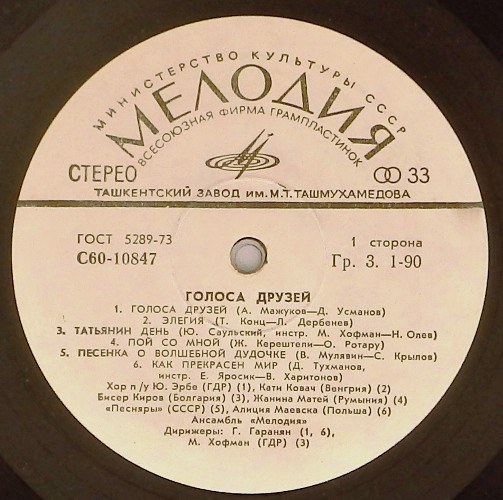 МИНИСТЕРСТВО КУЛЬТУРЫ СССР
МЕЛОДИЯ
ВСЕСОЮЗНАЯ ФИРМА ГРАМПЛАСТИНОК
СТЕРЕО 33
ТАШКЕНТСКИЙ ЗАВОД ИМ. М.Т. ТАШМУХАМЕДОВА
ГОСТ 5289-73 1 сторона
С60-10847 Гр. 3. 1-90
ГОЛОСА ДРУЗЕЙ
1. ГОЛОСА ДРУЗЕЙ (А. Мажуков—Д. Усманов)
2. ЭЛЕГИЯ (Т. Конц—Л. Дербенев)
3. ТАТЬЯНИН ДЕНЬ (Ю. Саульский, инстр. М. Хофман—Н. Олев)
4. ПОЙ СО МНОЙ (Ж. Керештели—О. Ротару)
5. ПЕСЕНКА О ВОЛШЕБНОЙ ДУДОЧКЕ (В. Мулявин—С. Крылов)
6. КАК ПРЕКРАСЕН МИР (Д. Тухманов,
инстр. Е. Яросик—В. Харитонов)
Хор п/у Ю. Эрбе (ГДР) (1), Кати Ковач (Венгрия) (2)
Бисер Киров (Болгария) (3), Жанина Матей (Румыния) (4)
«Песняры» (СССР) (5), Алиция Маевска (Польша) (6)
Ансамбль «Мелодия»
Дирижеры: Г. Гаранян (1, 6),
М. Хофман (ГДР) (3)